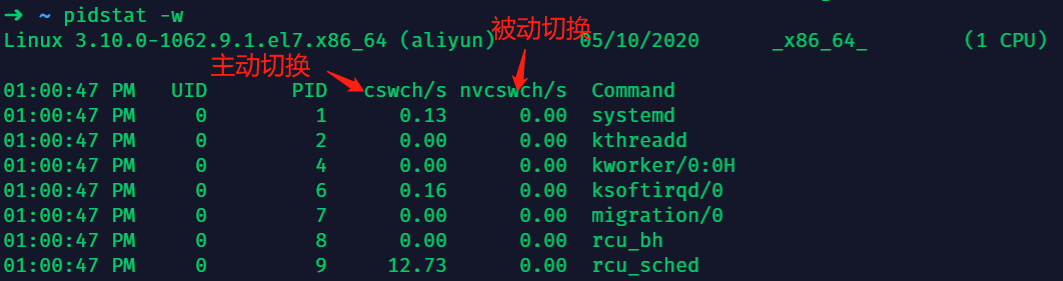 → ~ pidstat -w
Linux 3.10.0-1062.9.1.el7.x86_64 (aliyun) 05/10/2020 _x86_64_ (1 CPU)
被动切换
主动切换
01:00:47 PM UID PID cswch/s nvcswch/s Command
01:00:47 PM 0 1 0.13 0.00 systemd
01:00:47 PM 0 2 0.00 0.00 kthreadd
01:00:47 PM 0 4 0.00 0.00 kworker/0:0H
01:00:47 PM 0 6 0.16 0.00 ksoftirqd/0
01:00:47 PM 0 7 0.00 0.00 migration/0
01:00:47 PM 0 8 0.00 0.00 rcu_bh
01:00:47 PM 0 9 12.73 0.00 rcu_sched